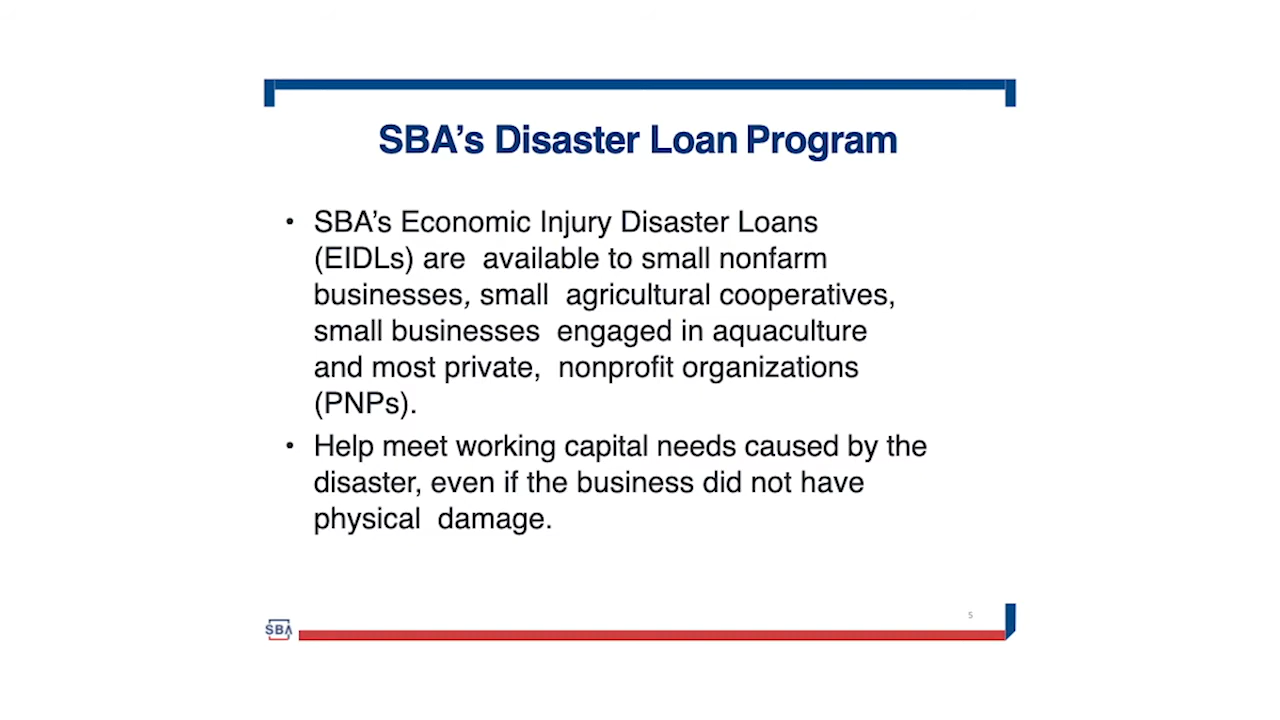 SBA’s Disaster Loan Program
• SBA’s Economic Injury Disaster Loans
(EIDLs) are available to small nonfarm
businesses, small agricultural cooperatives,
small businesses engaged in aquaculture
and most private, nonprofit organizations
(PNPs).
• Help meet working capital needs caused by the
disaster, even if the business did not have
physical damage.
5
SBA